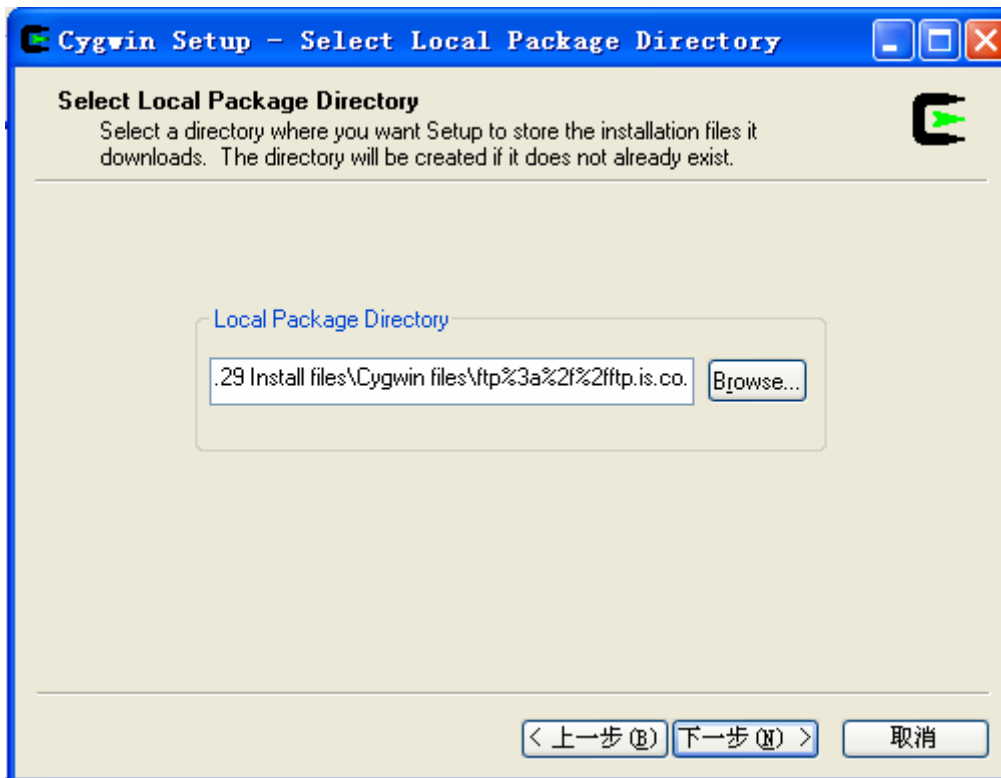 Cygwin Setup - Select Local Package Directory
Select Local Package Directory
Select a directory where you want Setup to store the installation files it
downloads. The directory will be created if it does not already exist.
Local Package Directory
.29 Install files\Cygwin files\ftp%3a%2f%2fftp.is.co.
Browse...
< 上一步(B) 下一步(N) > 取消